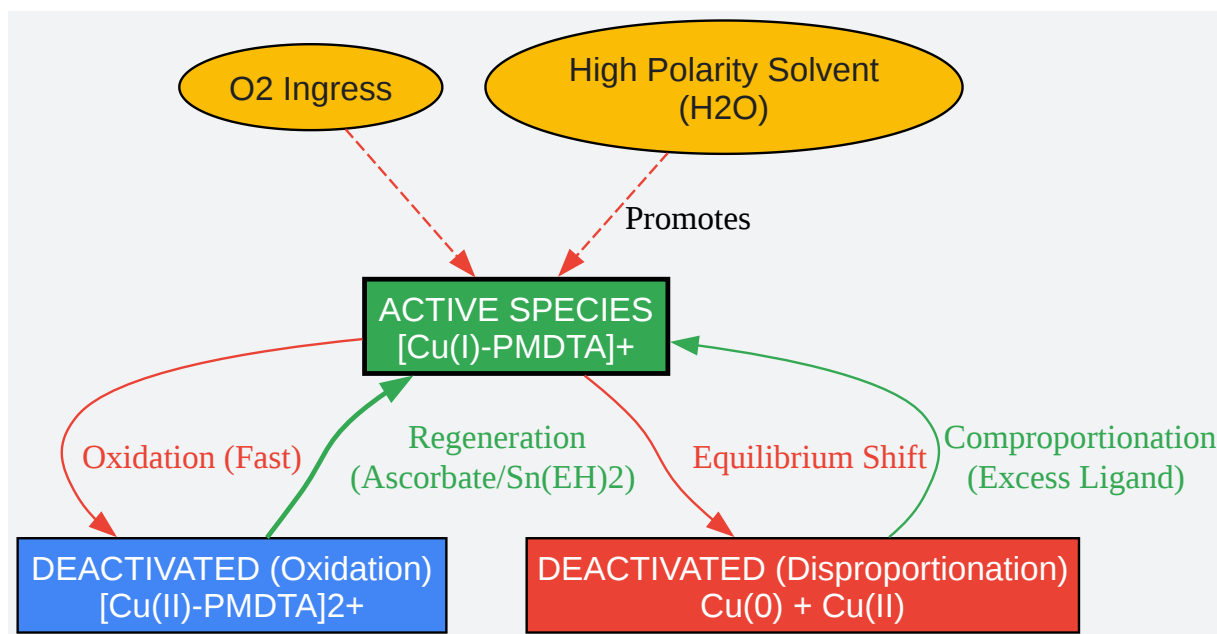 O2 Ingress
High Polarity Solvent
(H2O)
Promotes
ACTIVE SPECIES
[Cu(I)-PMDTA]+
Oxidation (Fast)
Regeneration
(Ascorbate/Sn(EH)2)
Equilibrium Shift
Comproportionation
(Excess Ligand)
DEACTIVATED (Oxidation)
[Cu(II)-PMDTA]2+
DEACTIVATED (Disproportionation)
Cu(0) + Cu(II)